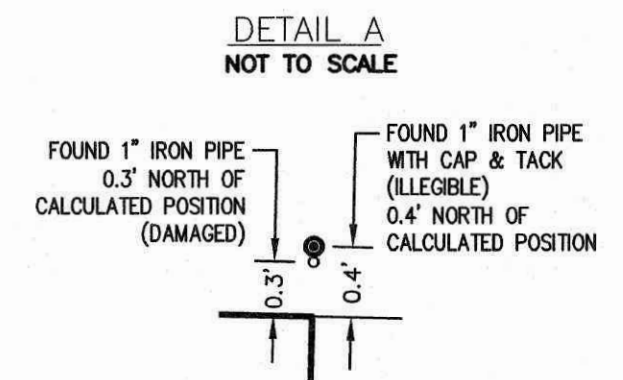 DETAIL A
NOT TO SCALE
FOUND 1" IRON PIPE
0.3' NORTH OF
CALCULATED POSITION
(DAMAGED)
FOUND 1" IRON PIPE
WITH CAP & TACK
(ILLEGIBLE)
0.4' NORTH OF
CALCULATED POSITION
0.3'
0.4'